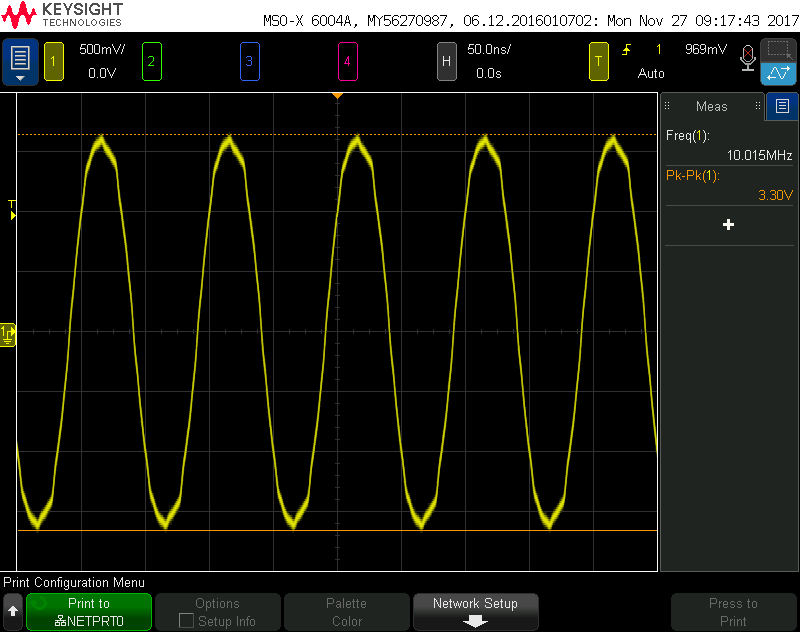 KEYSIGHT
TECHNOLOGIES
MSO-X 6004A, MY56270987, 06.12.2016010702: Mon Nov 27 09:17:43 2017
1 500mV/ 2 3 4 H 50.0ns/ T 1 969mV
0.0V 0.0s Auto
Meas
Freq(1):
10.015MHz
Pk-Pk(1):
3.30V
T
1
Print Configuration Menu
Print to Options Palette Network Setup Press to
NETPRT0 Setup Info Color Print